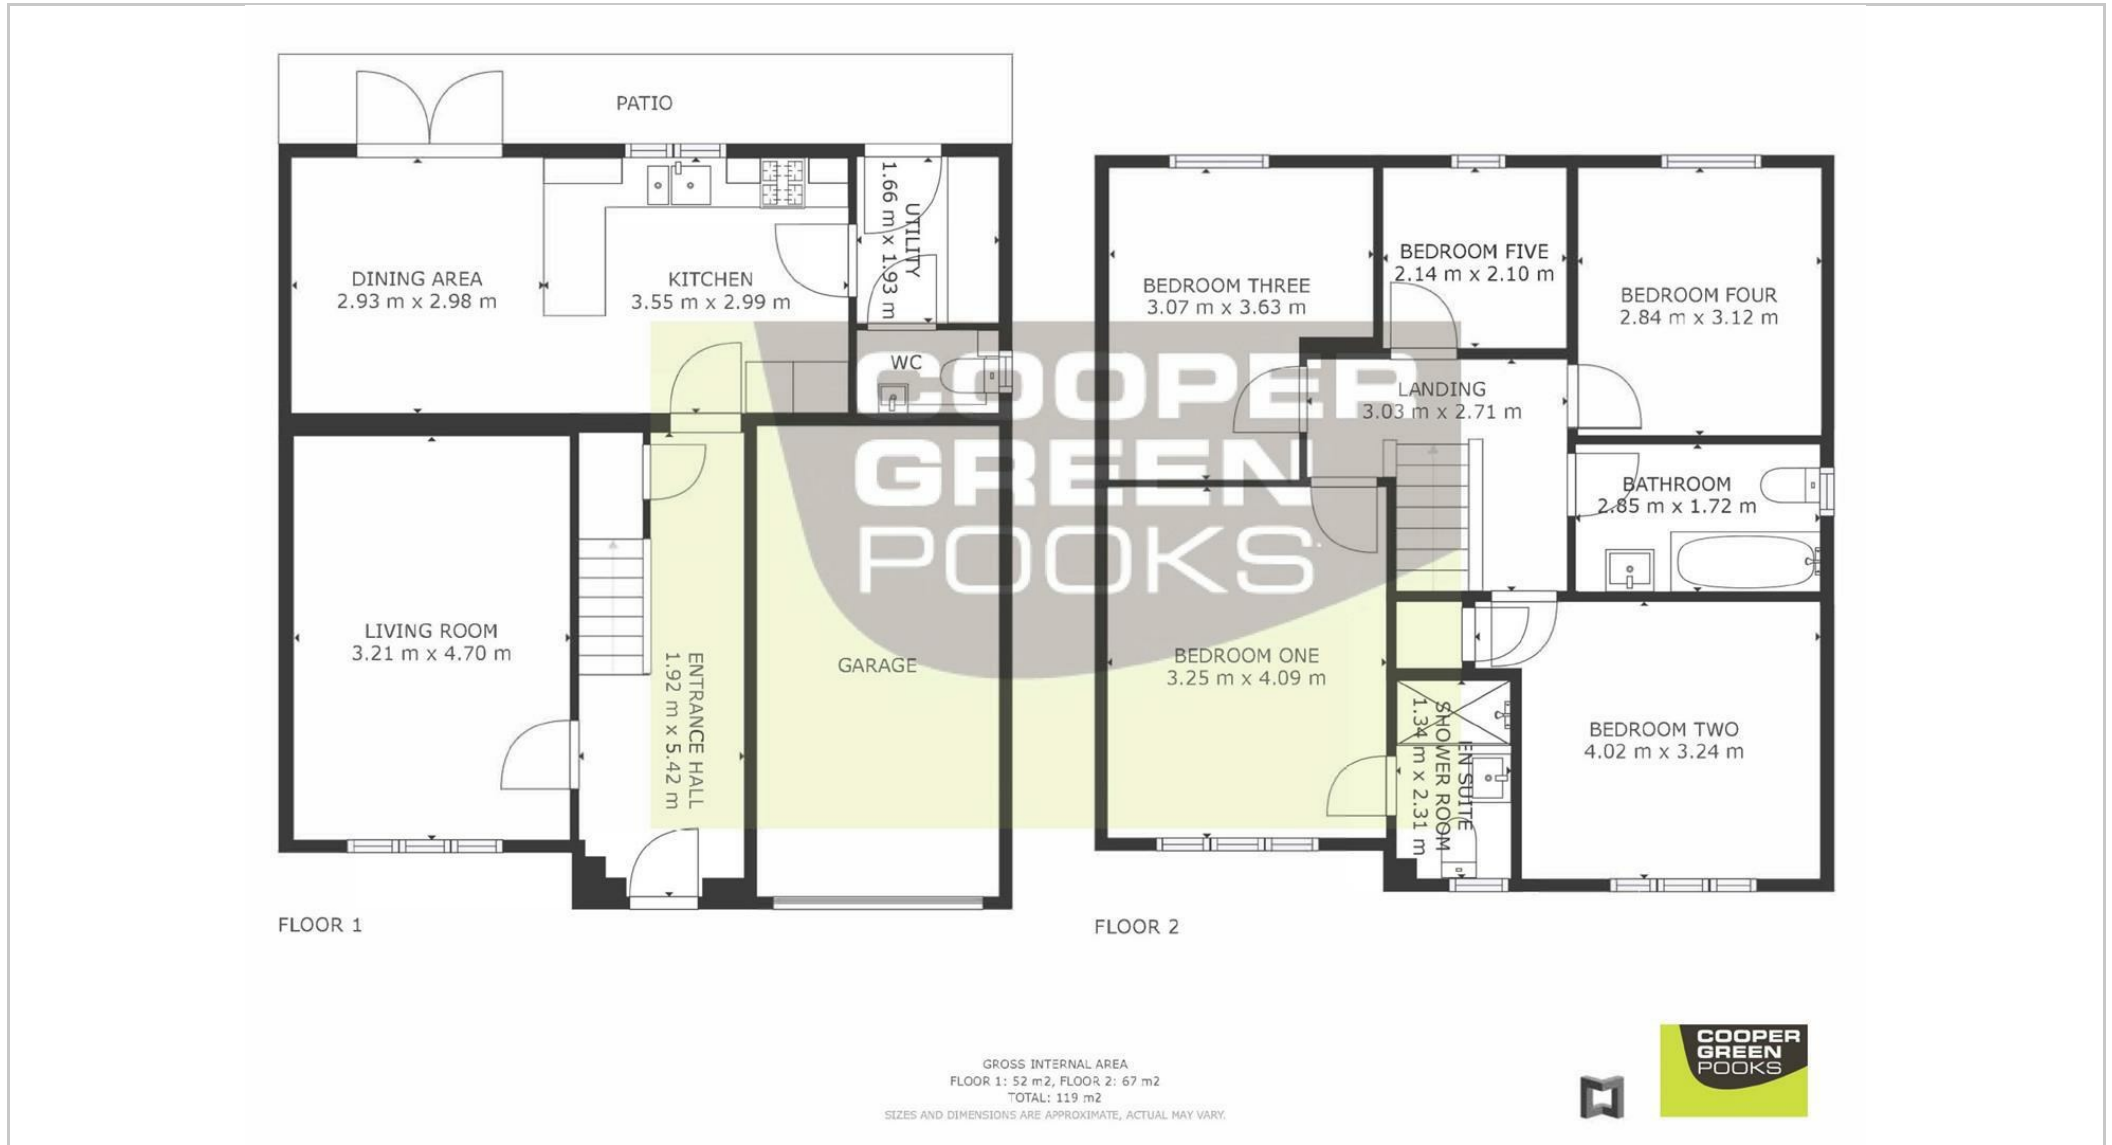 PATIO
DINING AREA
2.93 m x 2.98 m
KITCHEN
3.55 m x 2.99 m
UTILITY
1.66 m x 1.93 m
WC
LIVING ROOM
3.21 m x 4.70 m
ENTRANCE HALL
1.92 m x 5.42 m
GARAGE
FLOOR 1
BEDROOM THREE
3.07 m x 3.63 m
BEDROOM FIVE
2.14 m x 2.10 m
BEDROOM FOUR
2.84 m x 3.12 m
LANDING
3.03 m x 2.71 m
BATHROOM
2.85 m x 1.72 m
BEDROOM ONE
3.25 m x 4.09 m
EN SUITE
SHOWER ROOM
1.34 m x 2.31 m
BEDROOM TWO
4.02 m x 3.24 m
FLOOR 2
COOPER
GREEN
POOKS
GROSS INTERNAL AREA
FLOOR 1: 52 m2, FLOOR 2: 67 m2
TOTAL: 119 m2
SIZES AND DIMENSIONS ARE APPROXIMATE, ACTUAL MAY VARY.
COOPER
GREEN
POOKS